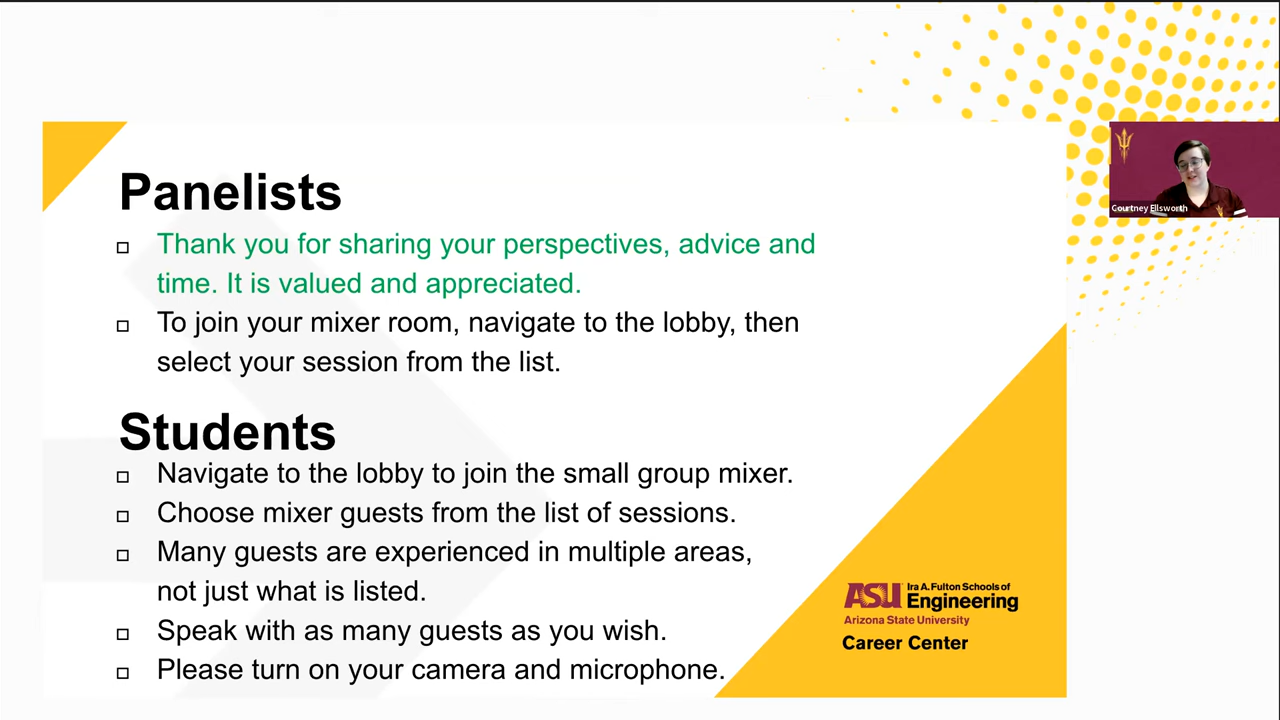 Panelists
Thank you for sharing your perspectives, advice and
time. It is valued and appreciated.
To join your mixer room, navigate to the lobby, then
select your session from the list.
Students
Navigate to the lobby to join the small group mixer.
Choose mixer guests from the list of sessions.
Many guests are experienced in multiple areas,
not just what is listed.
Speak with as many guests as you wish.
Please turn on your camera and microphone.
Courtney Ellsworth
ASU Ira A. Fulton Schools of
Engineering
Arizona State University
Career Center